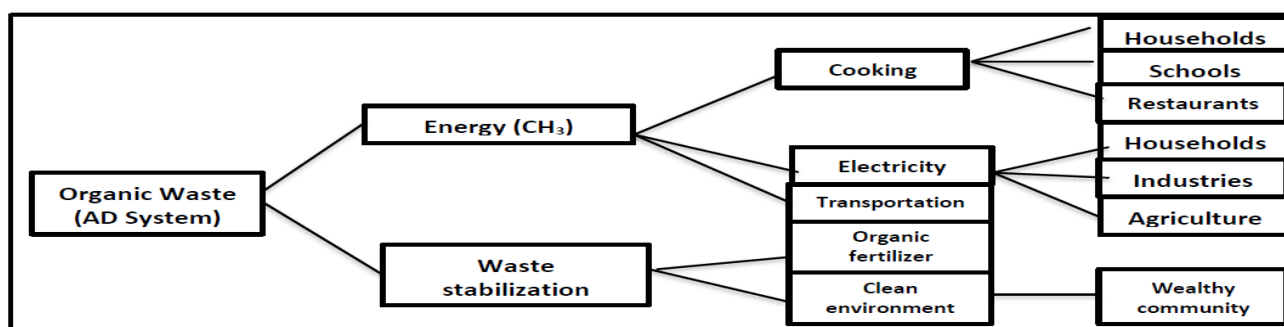 Organic Waste
(AD System)
Energy (CH₃)
Waste
stabilization
Cooking
Electricity
Transportation
Organic
fertilizer
Clean
environment
Households
Schools
Restaurants
Households
Industries
Agriculture
Wealthy
community